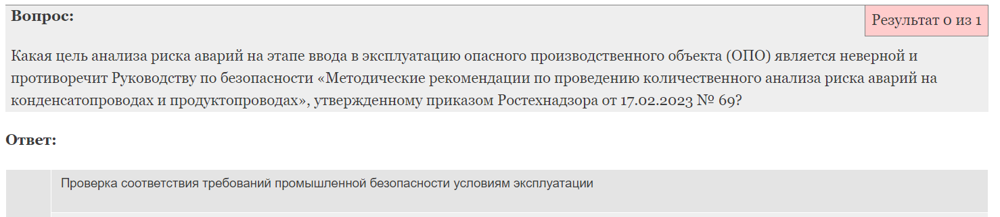 Вопрос:
Результат 0 из 1
Какая цель анализа риска аварий на этапе ввода в эксплуатацию опасного производственного объекта (ОПО) является неверной и
противоречит Руководству по безопасности «Методические рекомендации по проведению количественного анализа риска аварий на
конденсатопроводах и продуктопроводах», утвержденному приказом Ростехнадзора от 17.02.2023 № 69?
Ответ:
Проверка соответствия требований промышленной безопасности условиям эксплуатации